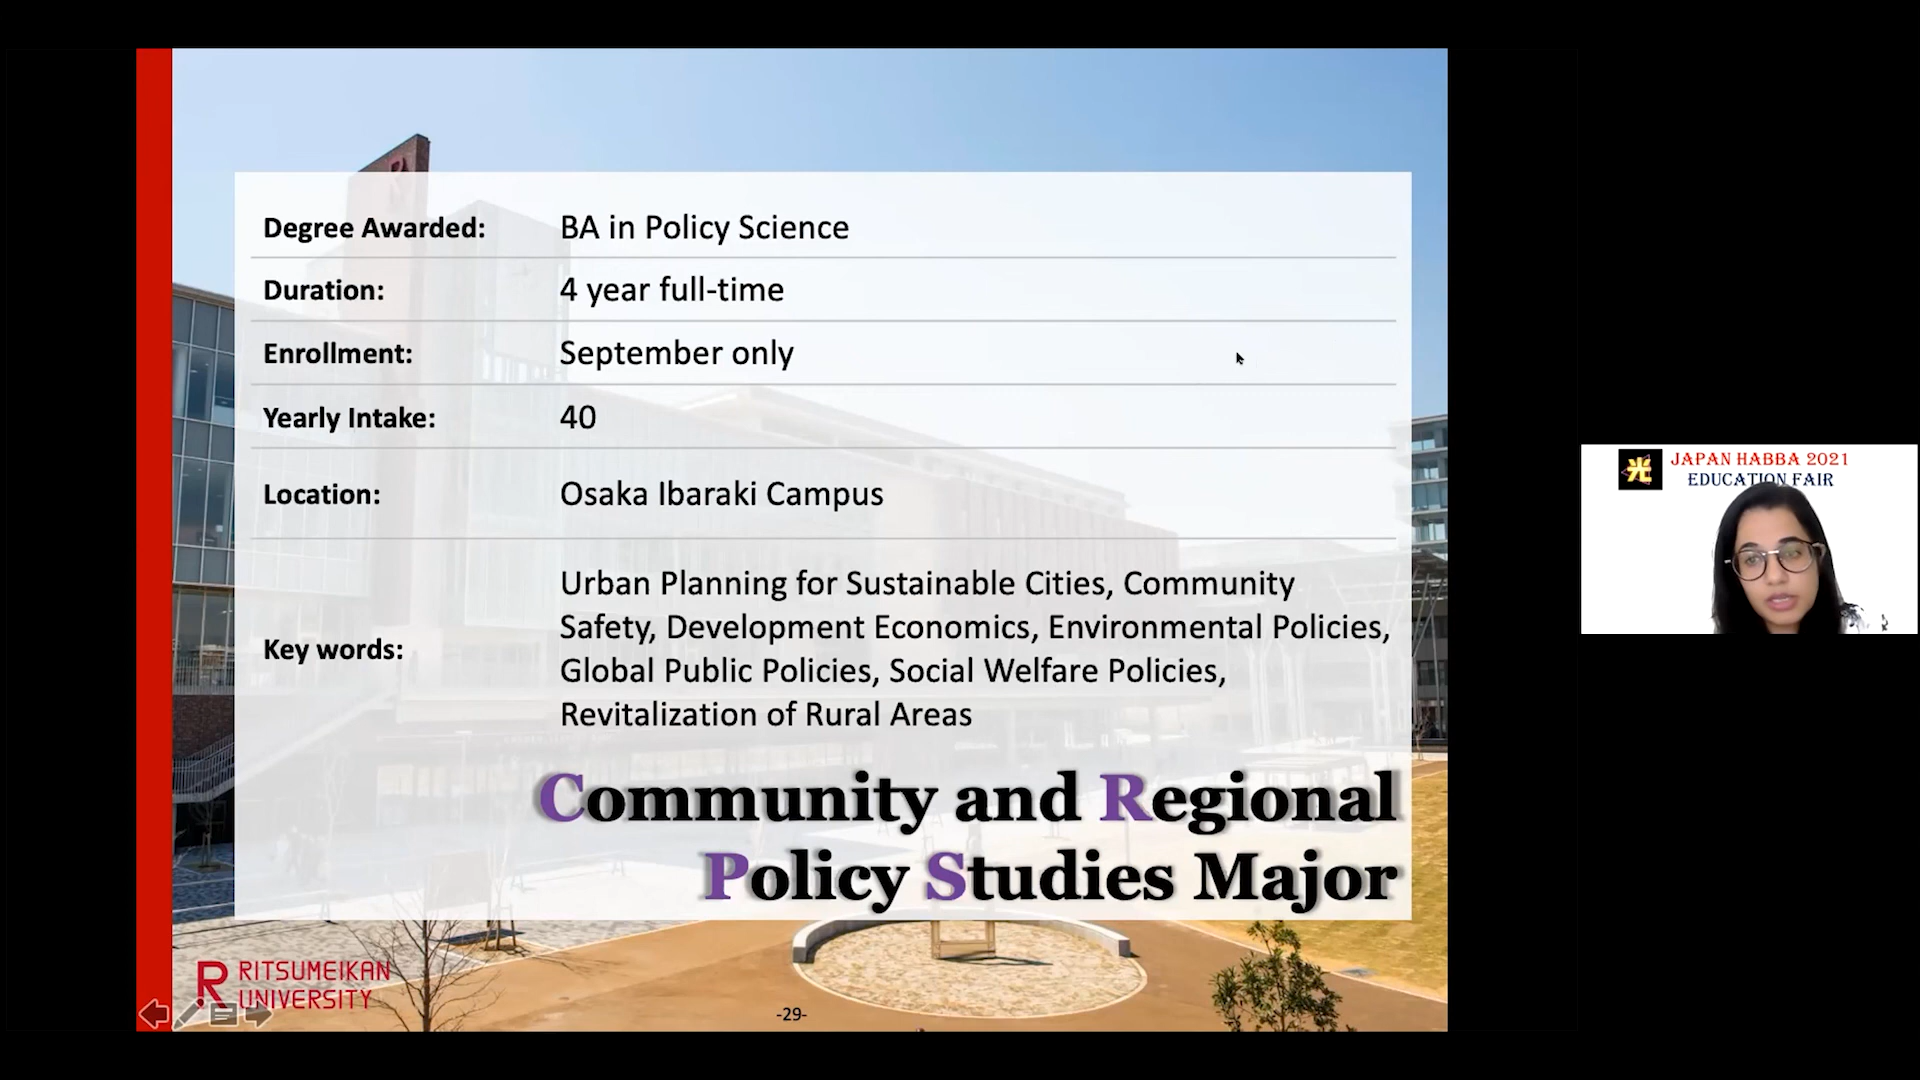 Degree Awarded: BA in Policy Science
Duration: 4 year full-time
Enrollment: September only
Yearly Intake: 40
Location: Osaka Ibaraki Campus
Key words:
Urban Planning for Sustainable Cities, Community
Safety, Development Economics, Environmental Policies,
Global Public Policies, Social Welfare Policies,
Revitalization of Rural Areas
Community and Regional
Policy Studies Major
R RITSUMEIKAN
UNIVERSITY
-29-
光 JAPAN HABBA 2021
EDUCATION FAIR